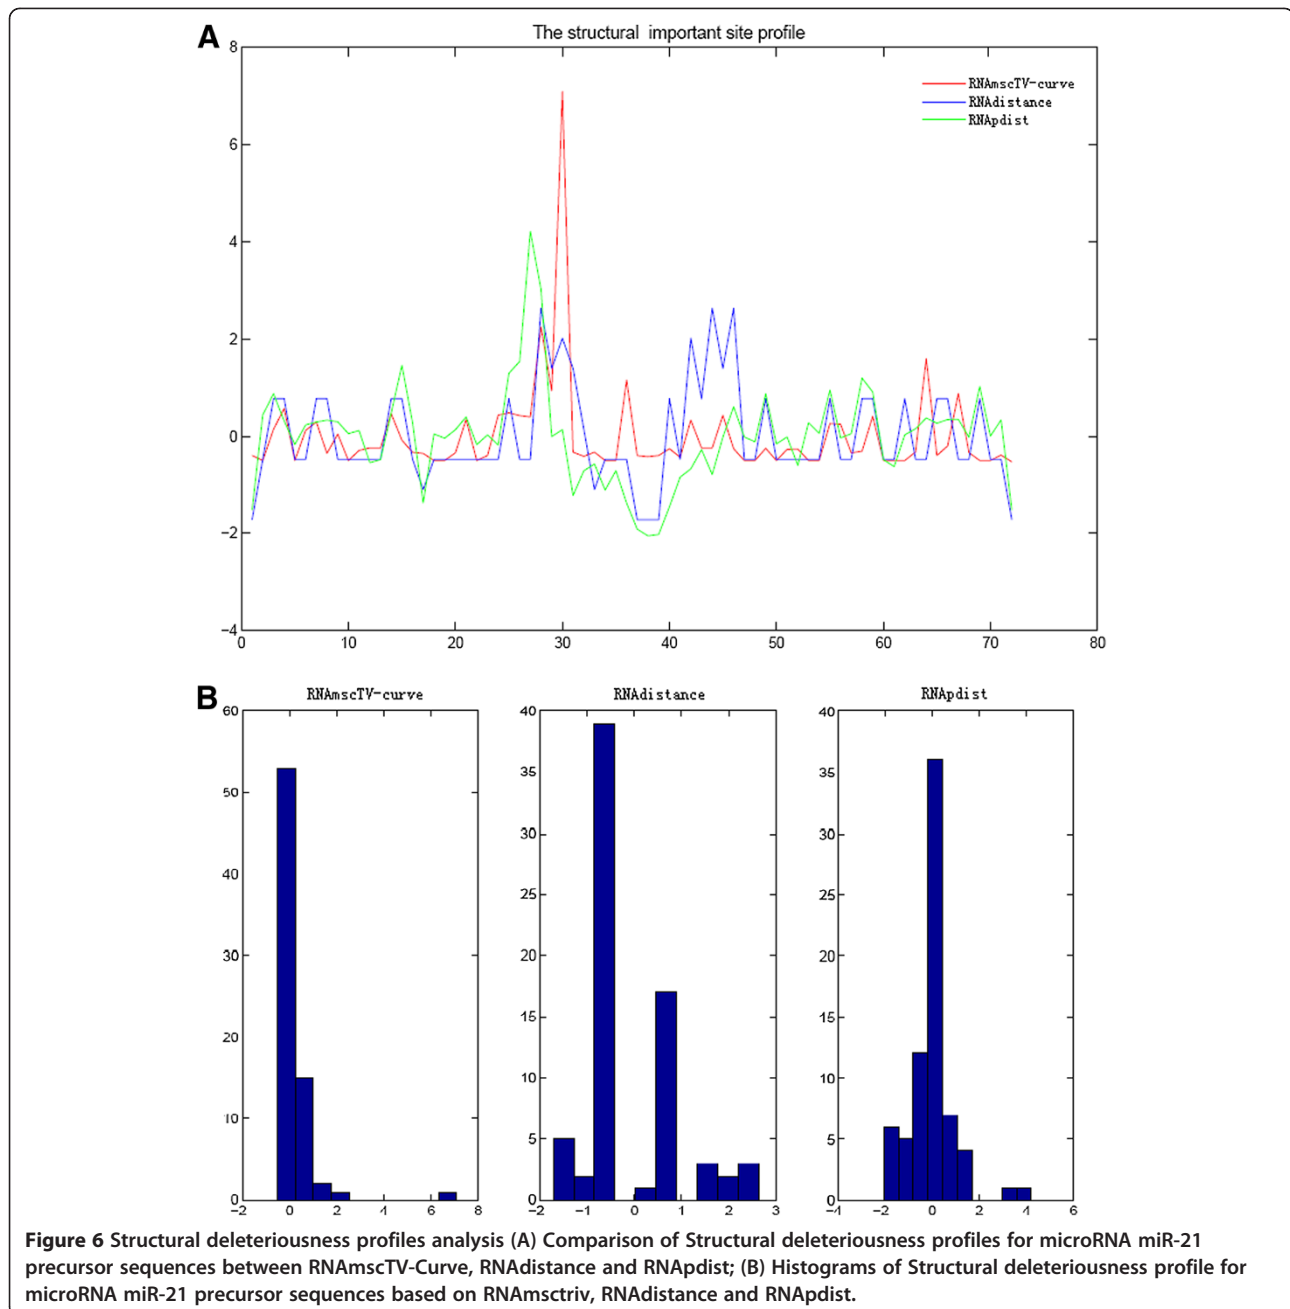 A
The structural important site profile
8
6
4
2
0
−2
−4
0 10 20 30 40 50 60 70 80
RNAmscTV-curve
RNAdistance
RNApdist
B
RNAmscTV-curve
60
50
40
30
20
10
0
−2 0 2 4 6 8
RNAdistance
40
35
30
25
20
15
10
5
0
−2 −1 0 1 2 3
RNApdist
40
35
30
25
20
15
10
5
0
−4 −2 0 2 4 6
Figure 6 Structural deleteriousness profiles analysis (A) Comparison of Structural deleteriousness profiles for microRNA miR-21
precursor sequences between RNAmscTV-Curve, RNAdistance and RNApdist; (B) Histograms of Structural deleteriousness profile for
microRNA miR-21 precursor sequences based on RNAmsctriv, RNAdistance and RNApdist.